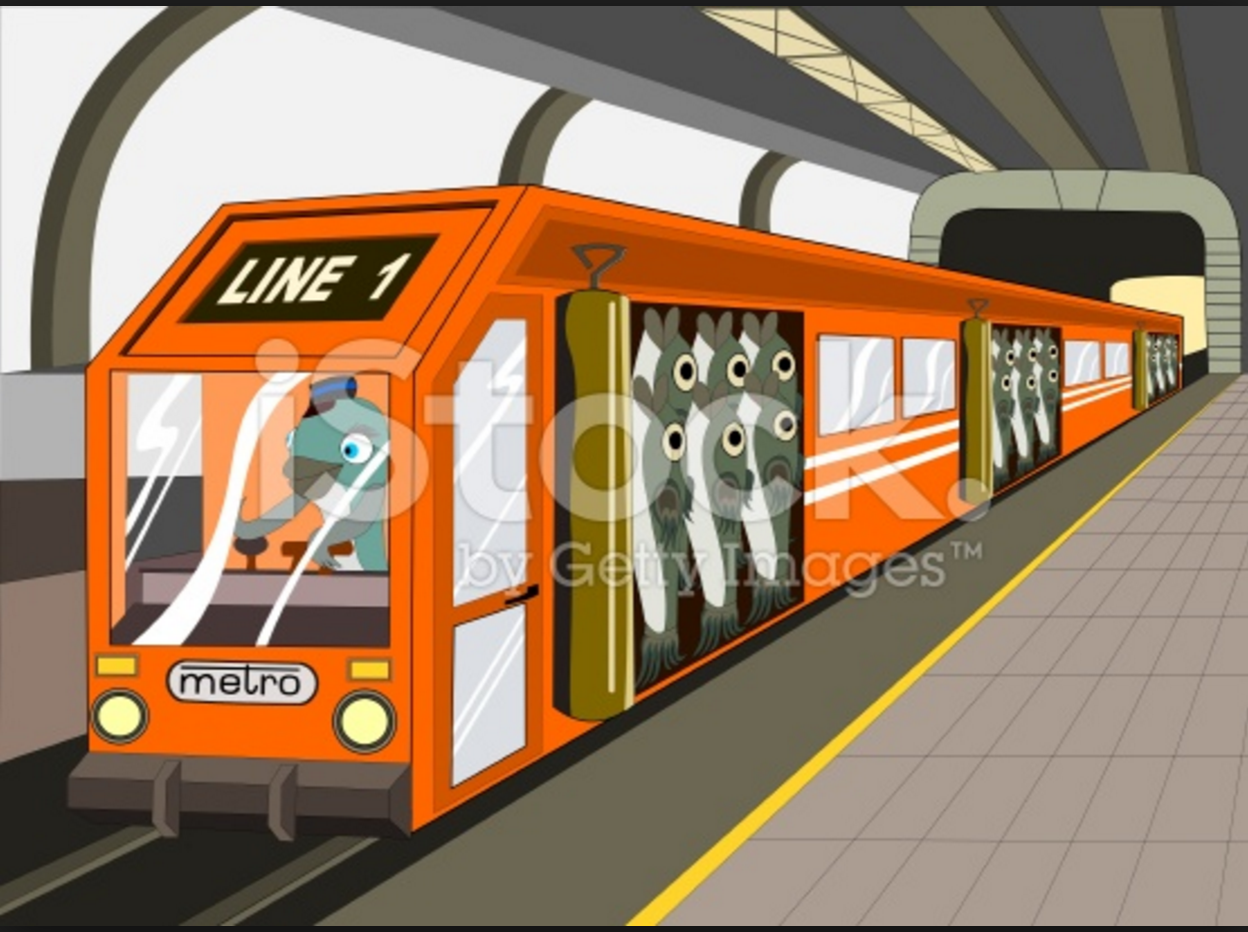 LINE 1
iStock.
by Getty Images™
metro